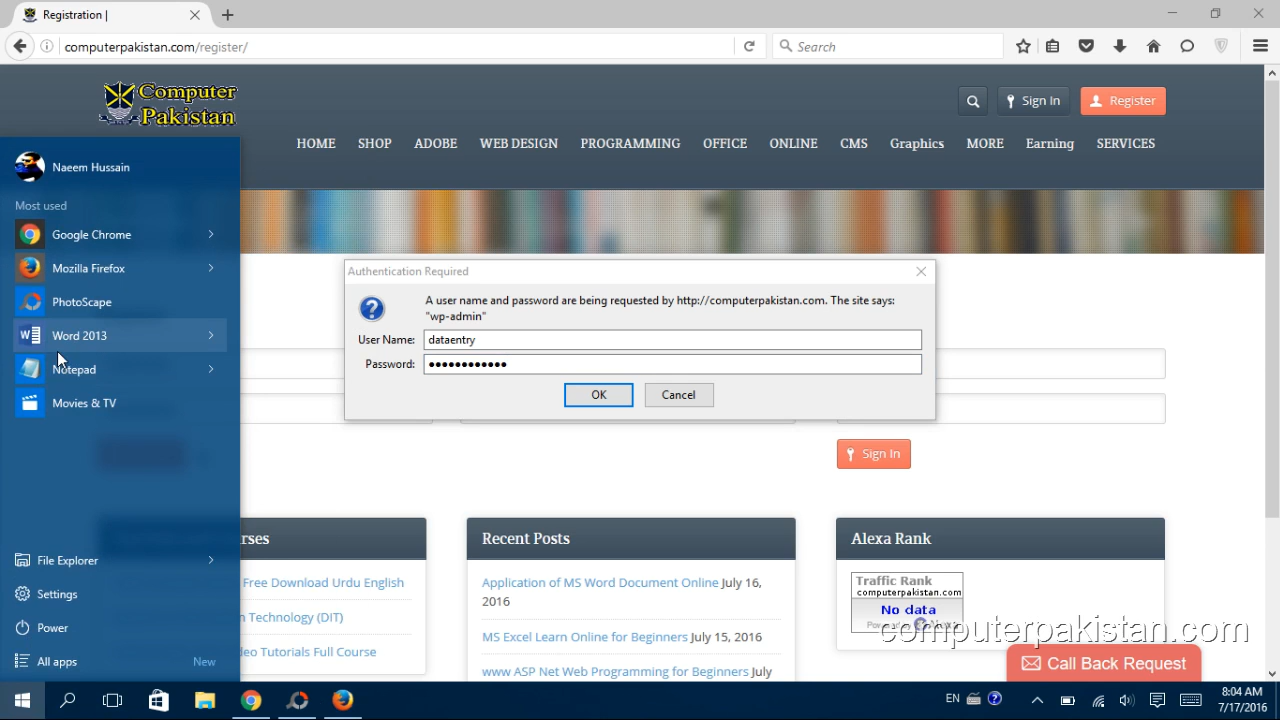 Registration |
computerpakistan.com/register/
Search
Computer
Pakistan
Sign In
Register
HOME SHOP ADOBE WEB DESIGN PROGRAMMING OFFICE ONLINE CMS Graphics MORE Earning SERVICES
Naeem Hussain
Most used
Google Chrome
Mozilla Firefox
PhotoScape
Word 2013
Notepad
Movies & TV
File Explorer
Settings
Power
All apps New
Authentication Required
A user name and password are being requested by http://computerpakistan.com. The site says:
"wp-admin"
User Name: dataentry
Password: ●●●●●●●●●●●●
OK Cancel
Sign In
Free Download Urdu English
Technology (DIT)
Tutorials Full Course
Recent Posts
Application of MS Word Document Online July 16,
2016
MS Excel Learn Online for Beginners July 15, 2016
www ASP Net Web Programming for Beginners July
Alexa Rank
Traffic Rank
computerpakistan.com
No data
computerpakistan.com
Call Back Request
EN
8:04 AM
7/17/2016